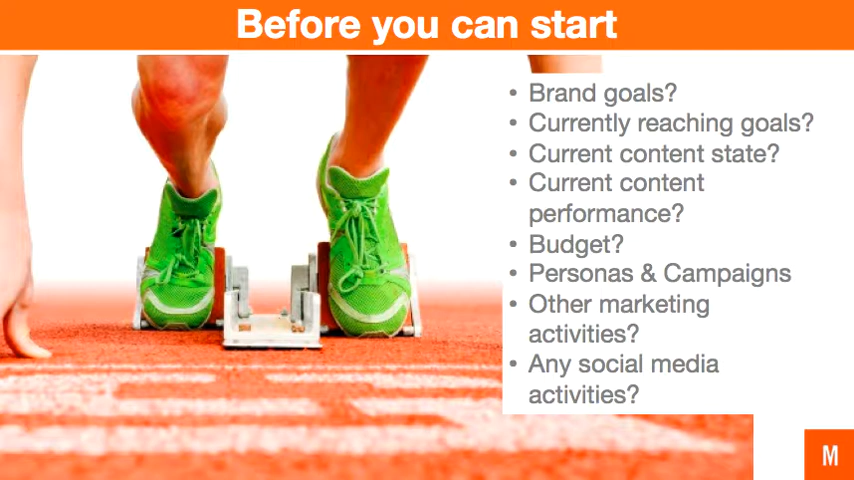 Before you can start
• Brand goals?
• Currently reaching goals?
• Current content state?
• Current content
performance?
• Budget?
• Personas & Campaigns
• Other marketing
activities?
• Any social media
activities?
M